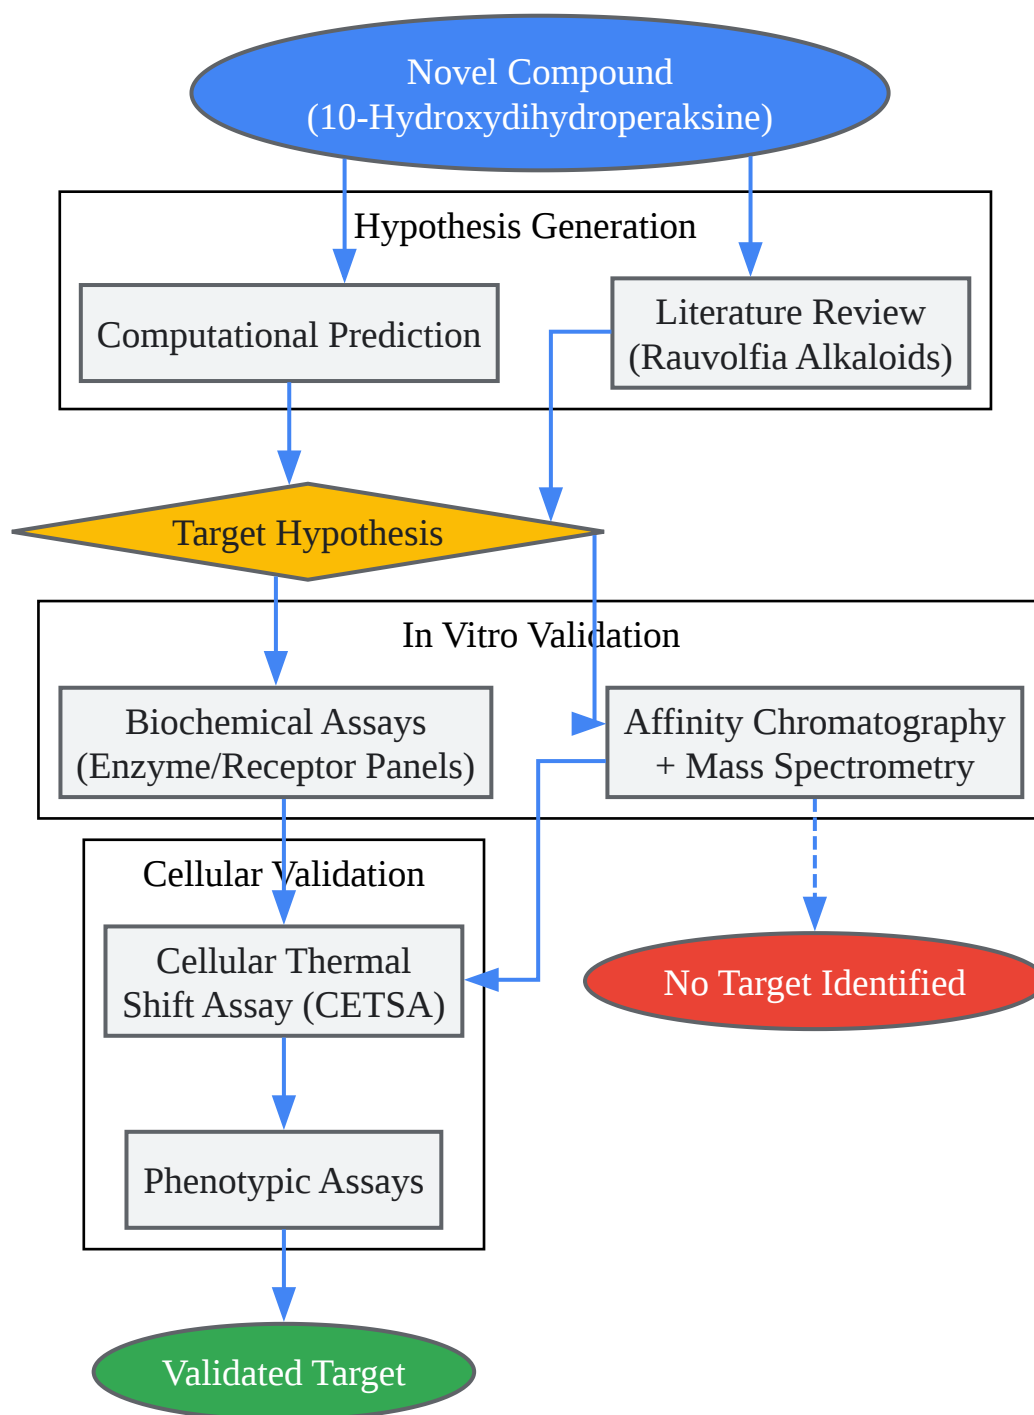 Novel Compound
(10-Hydroxydihydroperaksine)
Hypothesis Generation
Computational Prediction
Literature Review
(Rauvolfia Alkaloids)
Target Hypothesis
In Vitro Validation
Biochemical Assays
(Enzyme/Receptor Panels)
Affinity Chromatography
+ Mass Spectrometry
Cellular Validation
Cellular Thermal
Shift Assay (CETSA)
No Target Identified
Phenotypic Assays
Validated Target